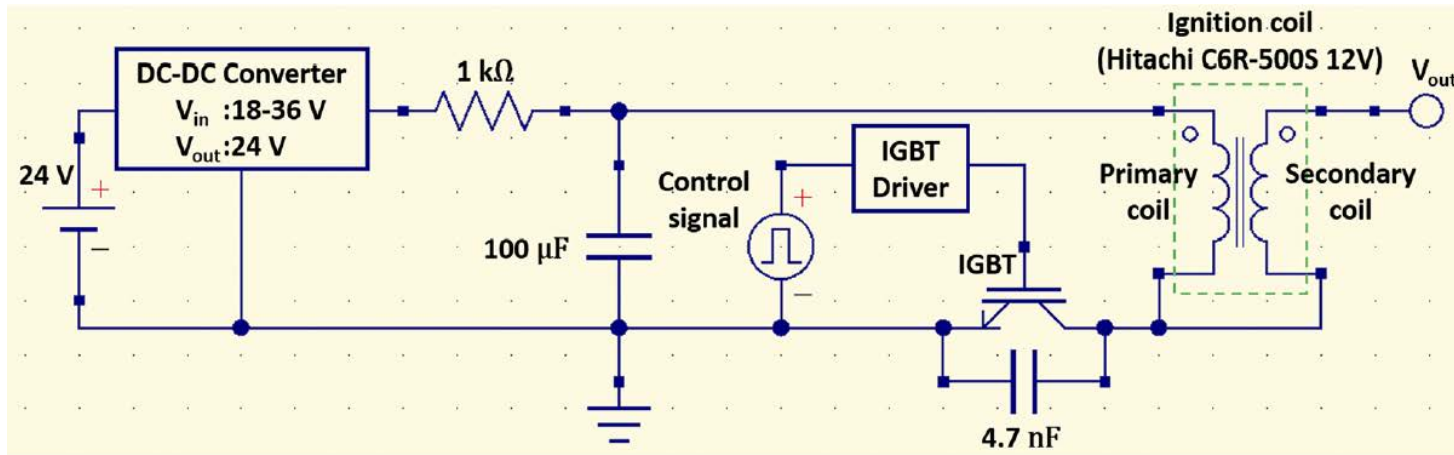 Ignition coil
(Hitachi C6R-500S 12V)
V_out
DC-DC Converter
V_in :18-36 V
V_out:24 V
1 kΩ
24 V
+
−
100 µF
Control
signal
+
−
IGBT
Driver
IGBT
4.7 nF
Primary
coil
Secondary
coil